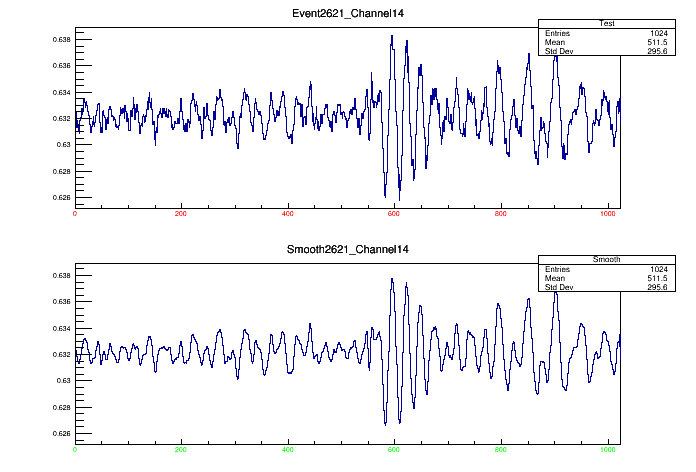 Event2621_Channel14
Test
Entries 1024
Mean 511.5
Std Dev 295.6
0.638
0.636
0.634
0.632
0.63
0.628
0.626
0 200 400 600 800 1000
Smooth2621_Channel14
Smooth
Entries 1024
Mean 511.5
Std Dev 295.6
0.638
0.636
0.634
0.632
0.63
0.628
0.626
0 200 400 600 800 1000